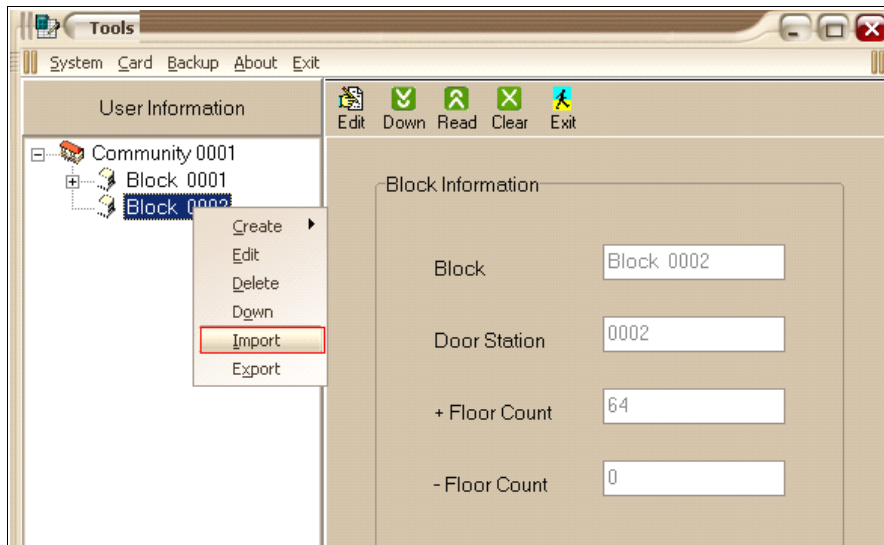 Tools
System Card Backup About Exit
User Information
Edit Down Read Clear Exit
Community 0001
Block 0001
Block 0002
Create
Edit
Delete
Down
Import
Export
Block Information
Block
Block 0002
Door Station
0002
+ Floor Count
64
- Floor Count
0